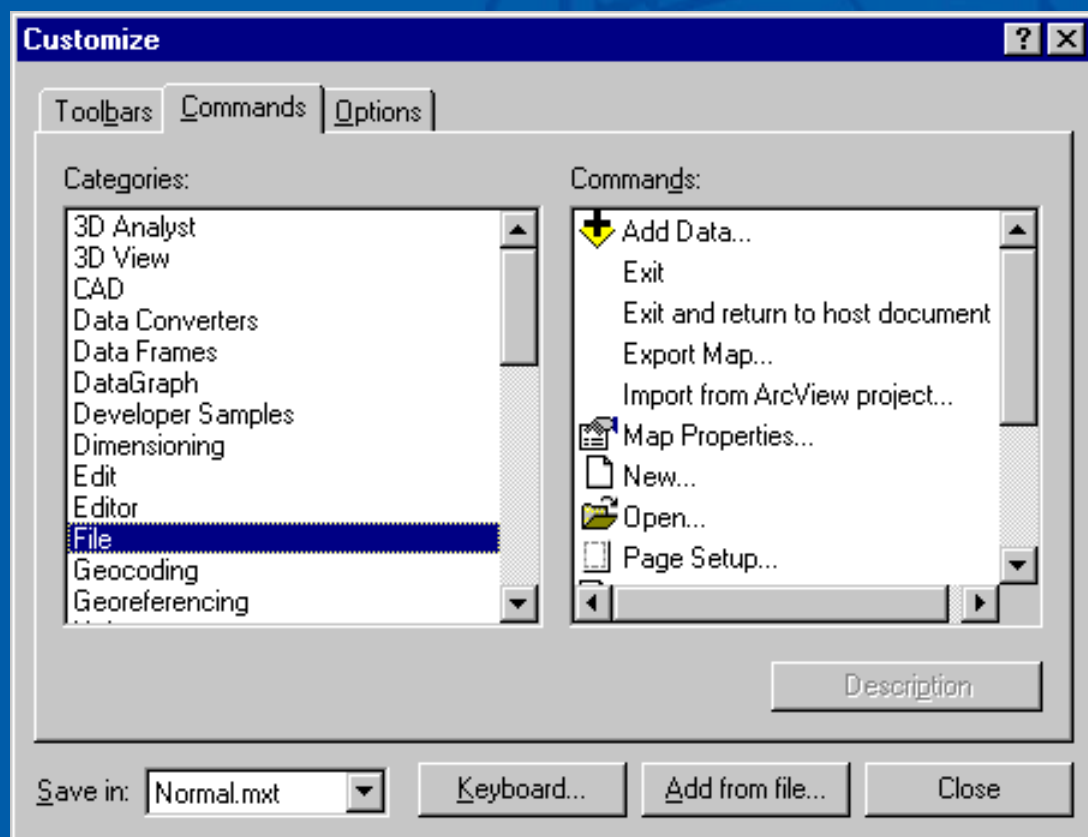 Customize
Toolbars Commands Options
Categories:
3D Analyst
3D View
CAD
Data Converters
Data Frames
DataGraph
Developer Samples
Dimensioning
Edit
Editor
File
Geocoding
Georeferencing
Commands:
Add Data...
Exit
Exit and return to host document
Export Map...
Import from ArcView project...
Map Properties...
New...
Open...
Page Setup...
Description
Save in: Normal.mxt Keyboard... Add from file... Close